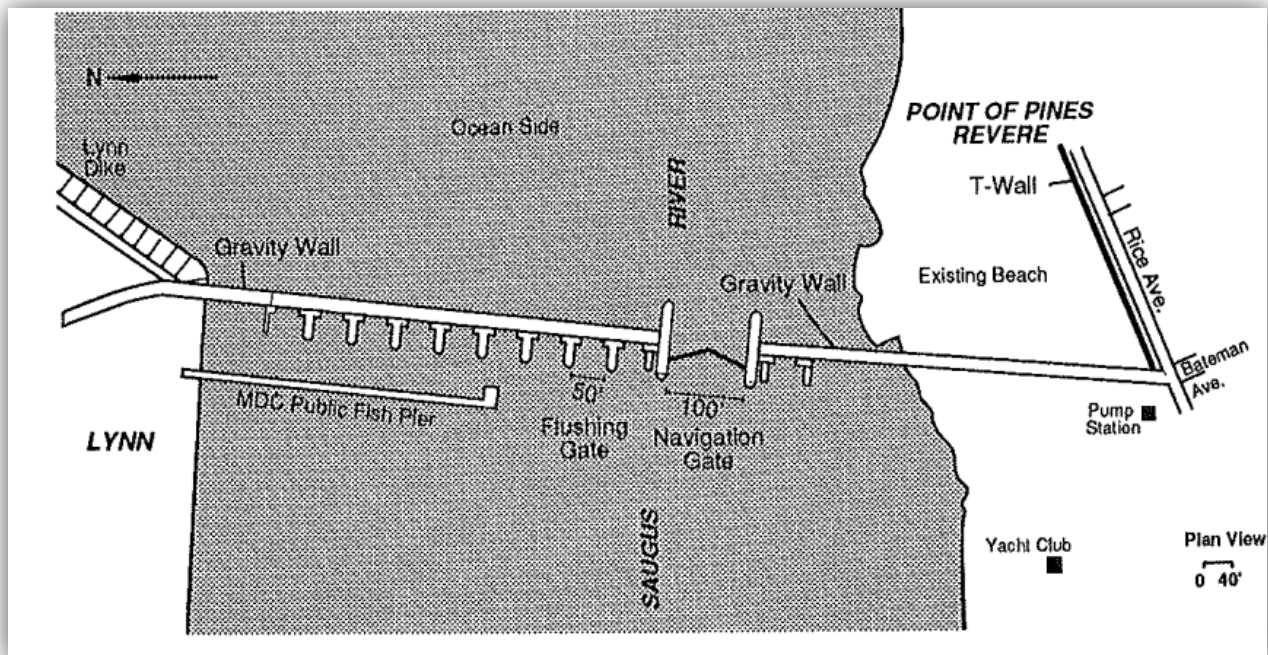 N
Ocean Side
Lynn
Dike
RIVER
POINT OF PINES
REVERE
T-Wall
Rice Ave.
Gravity Wall
Gravity Wall
Existing Beach
Bateman
Ave.
MDC Public Fish Pier
50'
Flushing
Gate
100'
Navigation
Gate
Pump
Station
LYNN
SAUGUS
Yacht Club
Plan View
0 40'